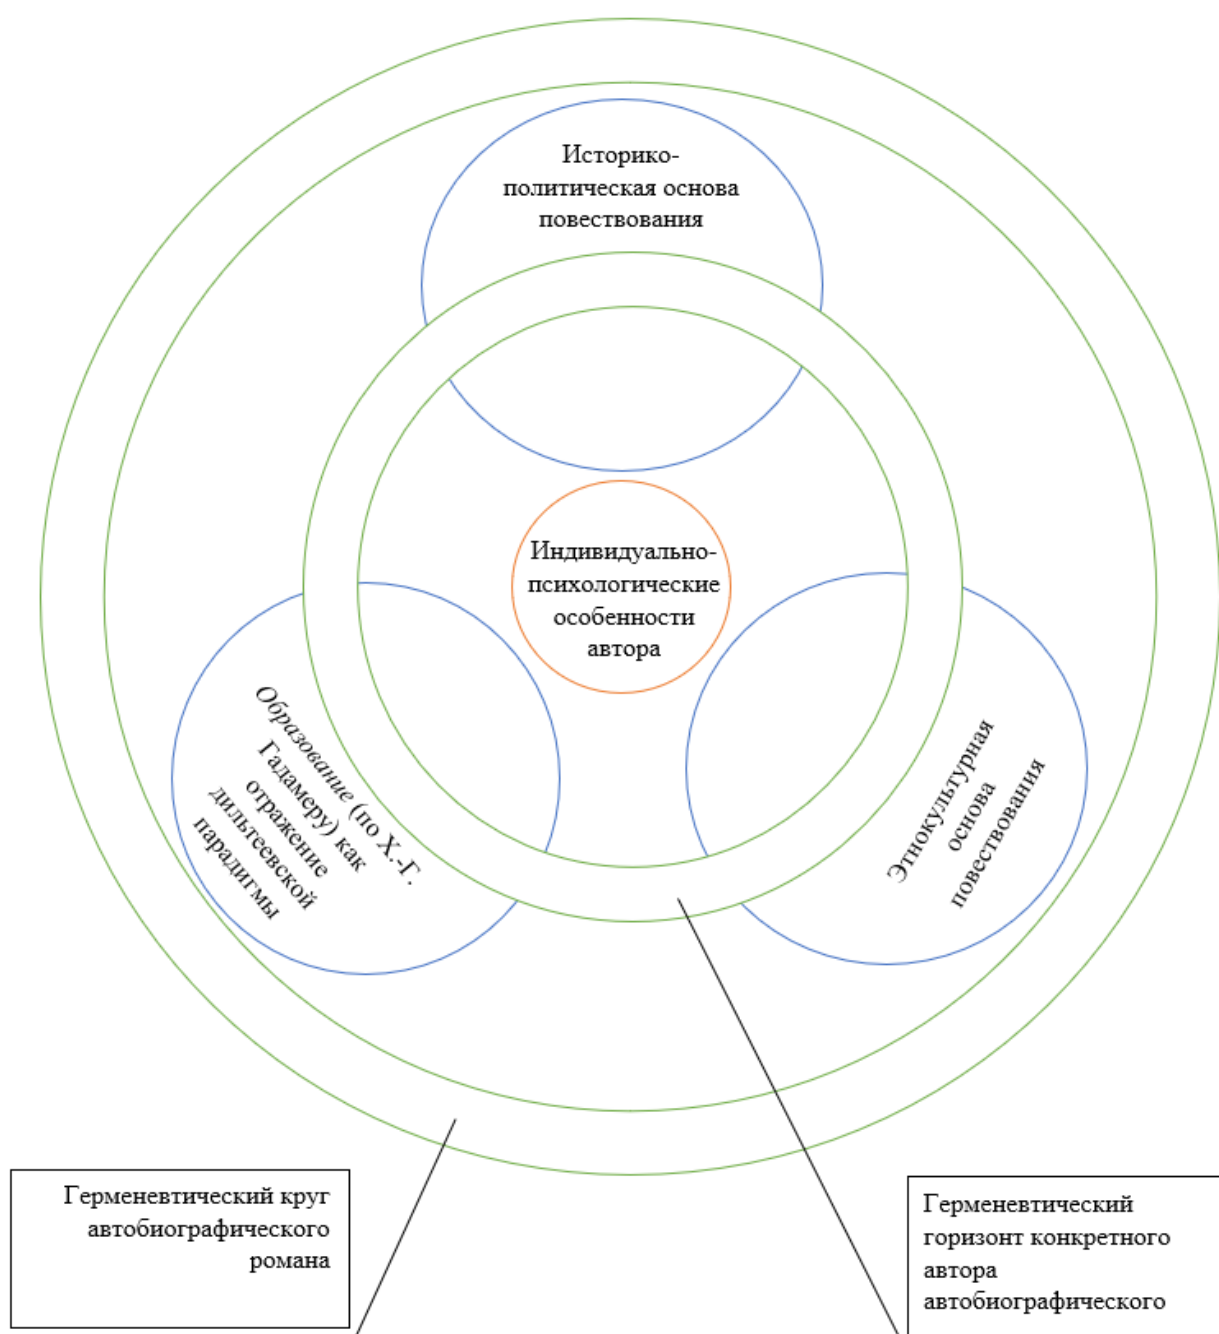 Историко-
политическая основа
повествования
Индивидуально-
психологические
особенности
автора
Образование (по Х.-Г.
Гадамеру) как
отражение
дильтеевской
парадигмы
Этнокультурная
основа
повествования
Герменевтический круг
автобиографического
романа
Герменевтический
горизонт конкретного
автора
автобиографического